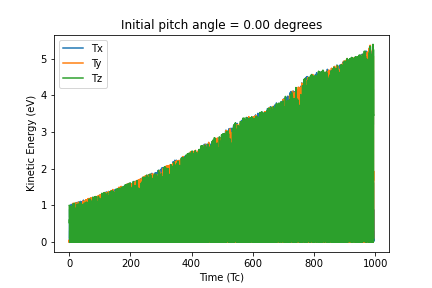 Initial pitch angle = 0.00 degrees
Tx
Ty
Tz
Kinetic Energy (eV)
5
4
3
2
1
0
0
200
400
600
800
1000
Time (Tc)